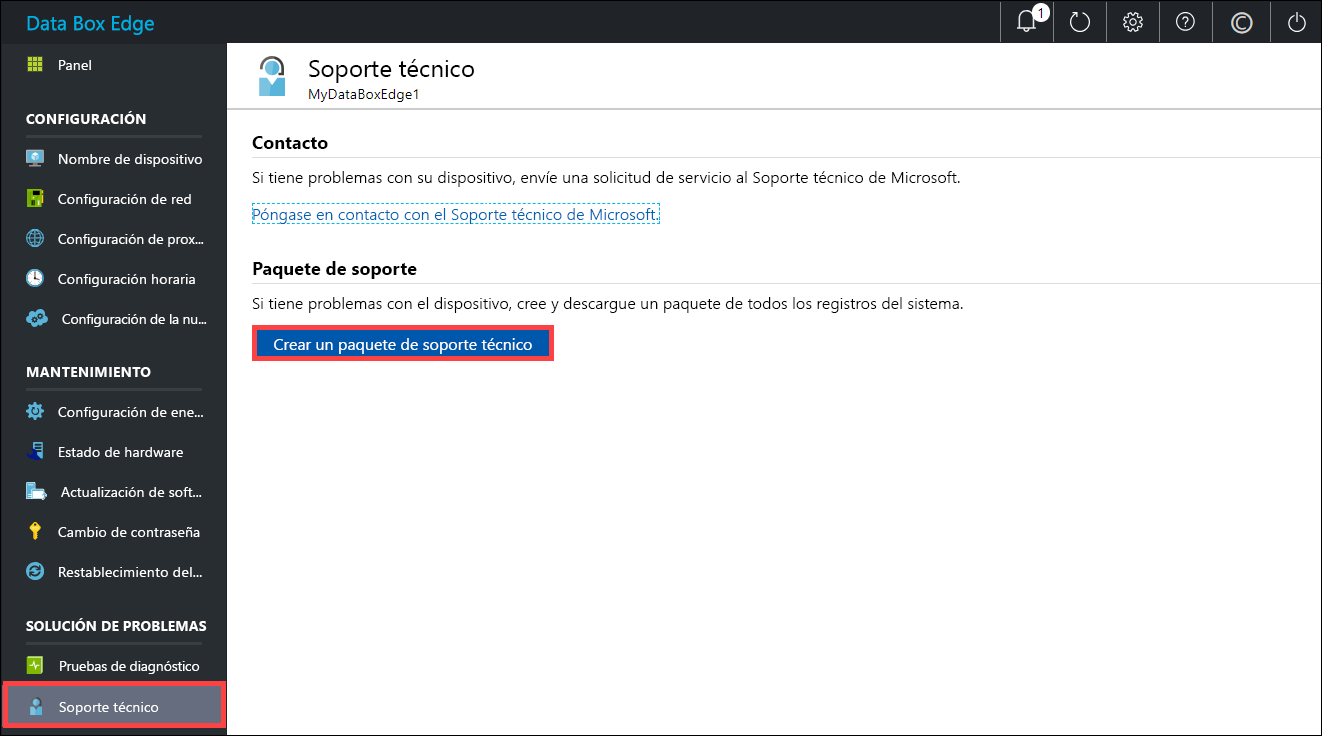 Data Box Edge
1
Panel
CONFIGURACIÓN
Nombre de dispositivo
Configuración de red
Configuración de prox...
Configuración horaria
Configuración de la nu...
MANTENIMIENTO
Configuración de ene...
Estado de hardware
Actualización de soft...
Cambio de contraseña
Restablecimiento del...
SOLUCIÓN DE PROBLEMAS
Pruebas de diagnóstico
Soporte técnico
Soporte técnico
MyDataBoxEdge1
Contacto
Si tiene problemas con su dispositivo, envíe una solicitud de servicio al Soporte técnico de Microsoft.
Póngase en contacto con el Soporte técnico de Microsoft.
Paquete de soporte
Si tiene problemas con el dispositivo, cree y descargue un paquete de todos los registros del sistema.
Crear un paquete de soporte técnico